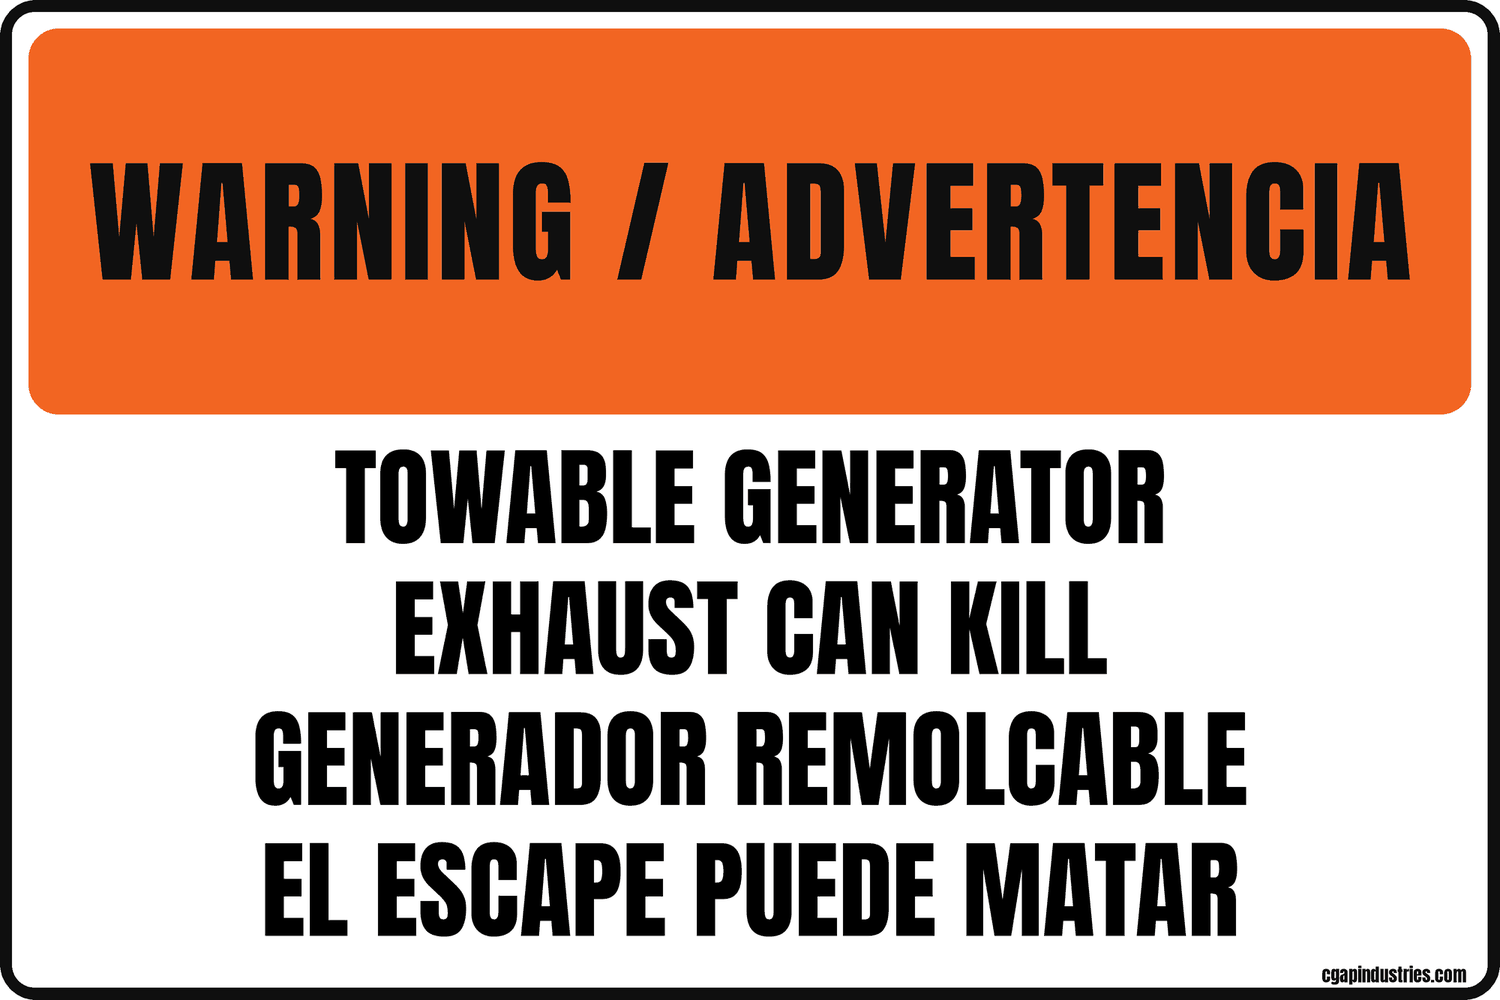 WARNING / ADVERTENCIA
TOWABLE GENERATOR
EXHAUST CAN KILL
GENERADOR REMOLCABLE
EL ESCAPE PUEDE MATAR
cgapindustries.com